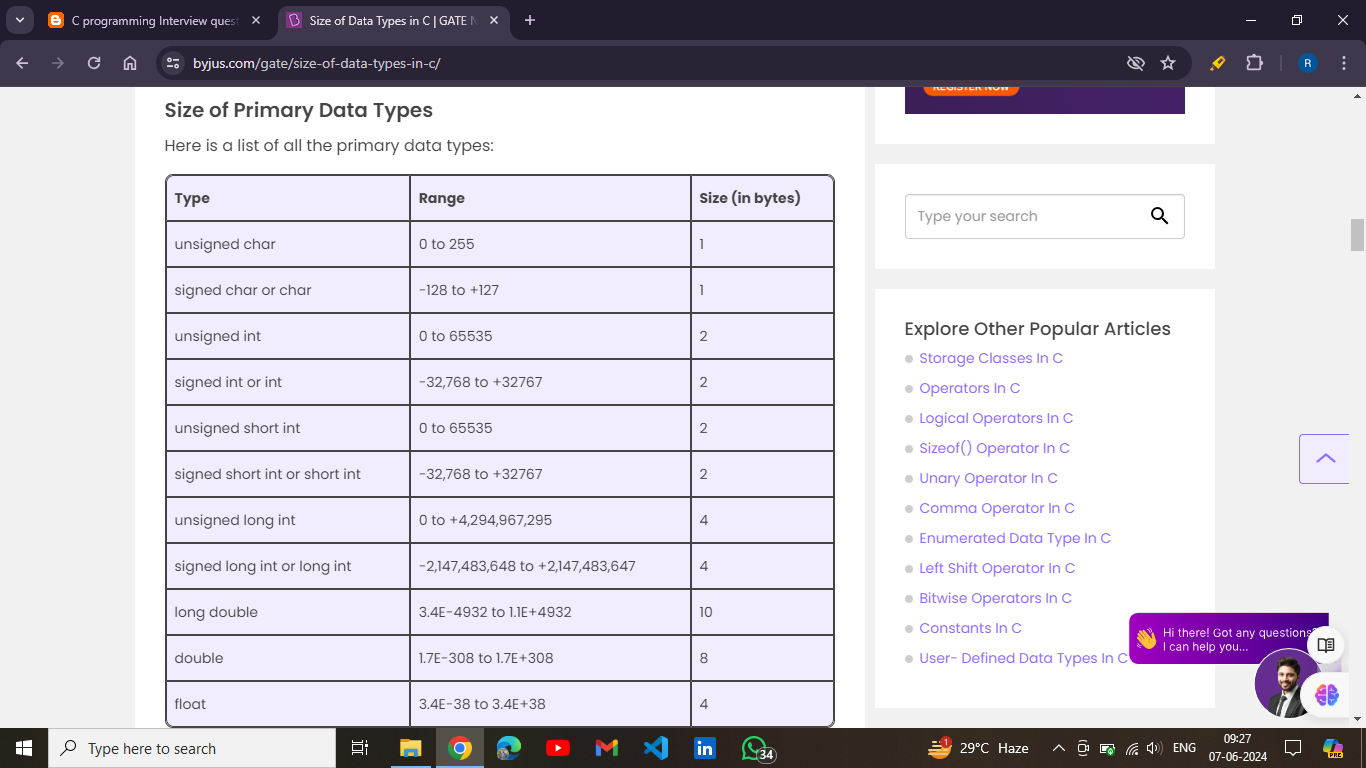 C programming Interview ques
Size of Data Types in C | GATE N
byjus.com/gate/size-of-data-types-in-c/
R
REGISTER NOW
Size of Primary Data Types
Here is a list of all the primary data types:
Type Range Size (in bytes)
unsigned char 0 to 255 1
signed char or char -128 to +127 1
unsigned int 0 to 65535 2
signed int or int -32,768 to +32767 2
unsigned short int 0 to 65535 2
signed short int or short int -32,768 to +32767 2
unsigned long int 0 to +4,294,967,295 4
signed long int or long int -2,147,483,648 to +2,147,483,647 4
long double 3.4E-4932 to 1.1E+4932 10
double 1.7E-308 to 1.7E+308 8
float 3.4E-38 to 3.4E+38 4
Type your search
Explore Other Popular Articles
Storage Classes In C
Operators In C
Logical Operators In C
Sizeof() Operator In C
Unary Operator In C
Comma Operator In C
Enumerated Data Type In C
Left Shift Operator In C
Bitwise Operators In C
Constants In C
User- Defined Data Types In C
Hi there! Got any questions?
I can help you...
Type here to search
34
1
29°C Haze
ENG
09:27
07-06-2024
PRE